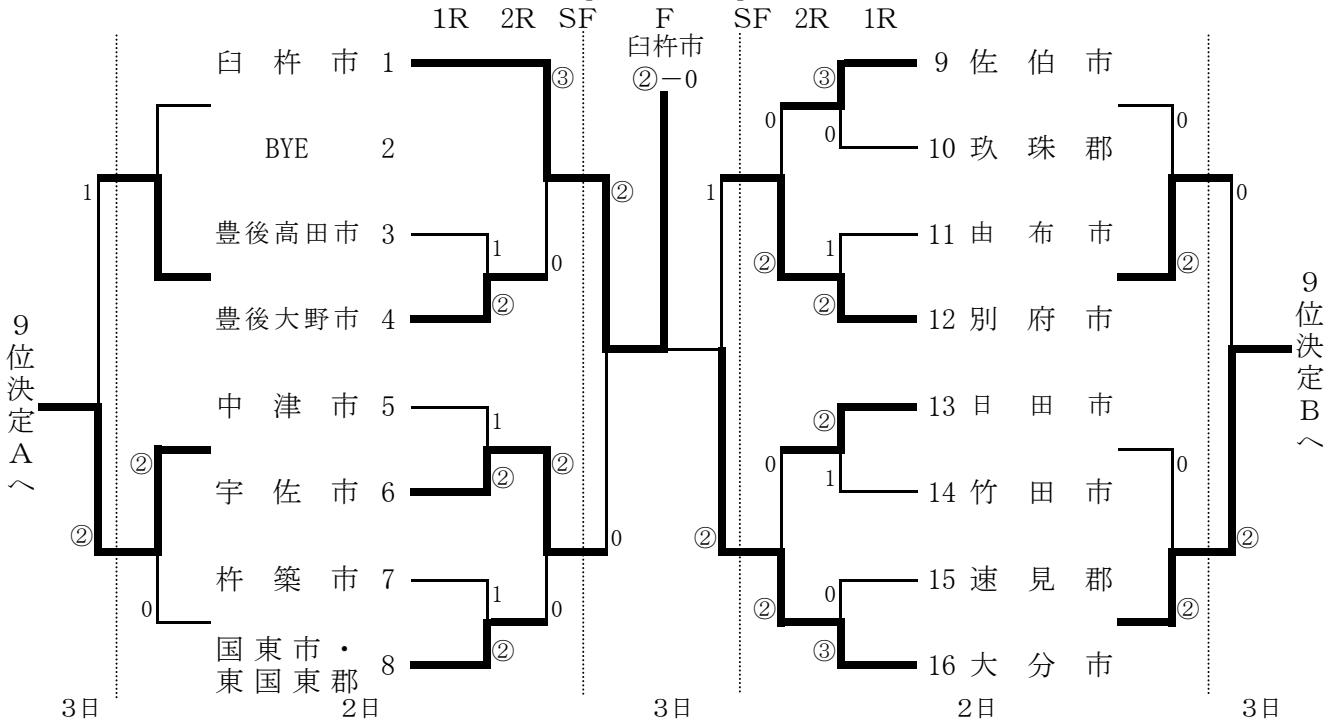 1R 2R SF F SF 2R 1R
臼杵市
②－0
臼杵市 1
BYE 2
豊後高田市 3
豊後大野市 4
中津市 5
宇佐市 6
杵築市 7
国東市・
東国東郡 8
9 佐伯市
10 玖珠郡
11 由布市
12 別府市
13 日田市
14 竹田市
15 速見郡
16 大分市
③
0
1
②
②
1
②
②
0
1
②
0
②
0
1
②
0
②
③
0
0
②
1
②
1
②
②
1
0
②
0
③
0
②
0
②
0
②
9位決定Aへ
9位決定Bへ
3日 2日 3日 2日 3日